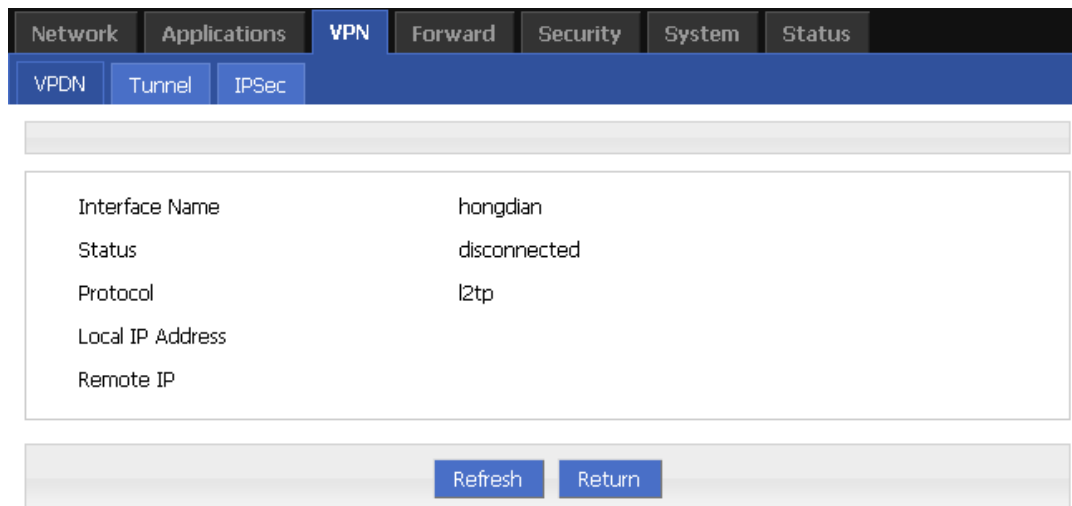 Network Applications VPN Forward Security System Status
VPDN Tunnel IPSec
Interface Name hongdian
Status disconnected
Protocol l2tp
Local IP Address
Remote IP
Refresh Return